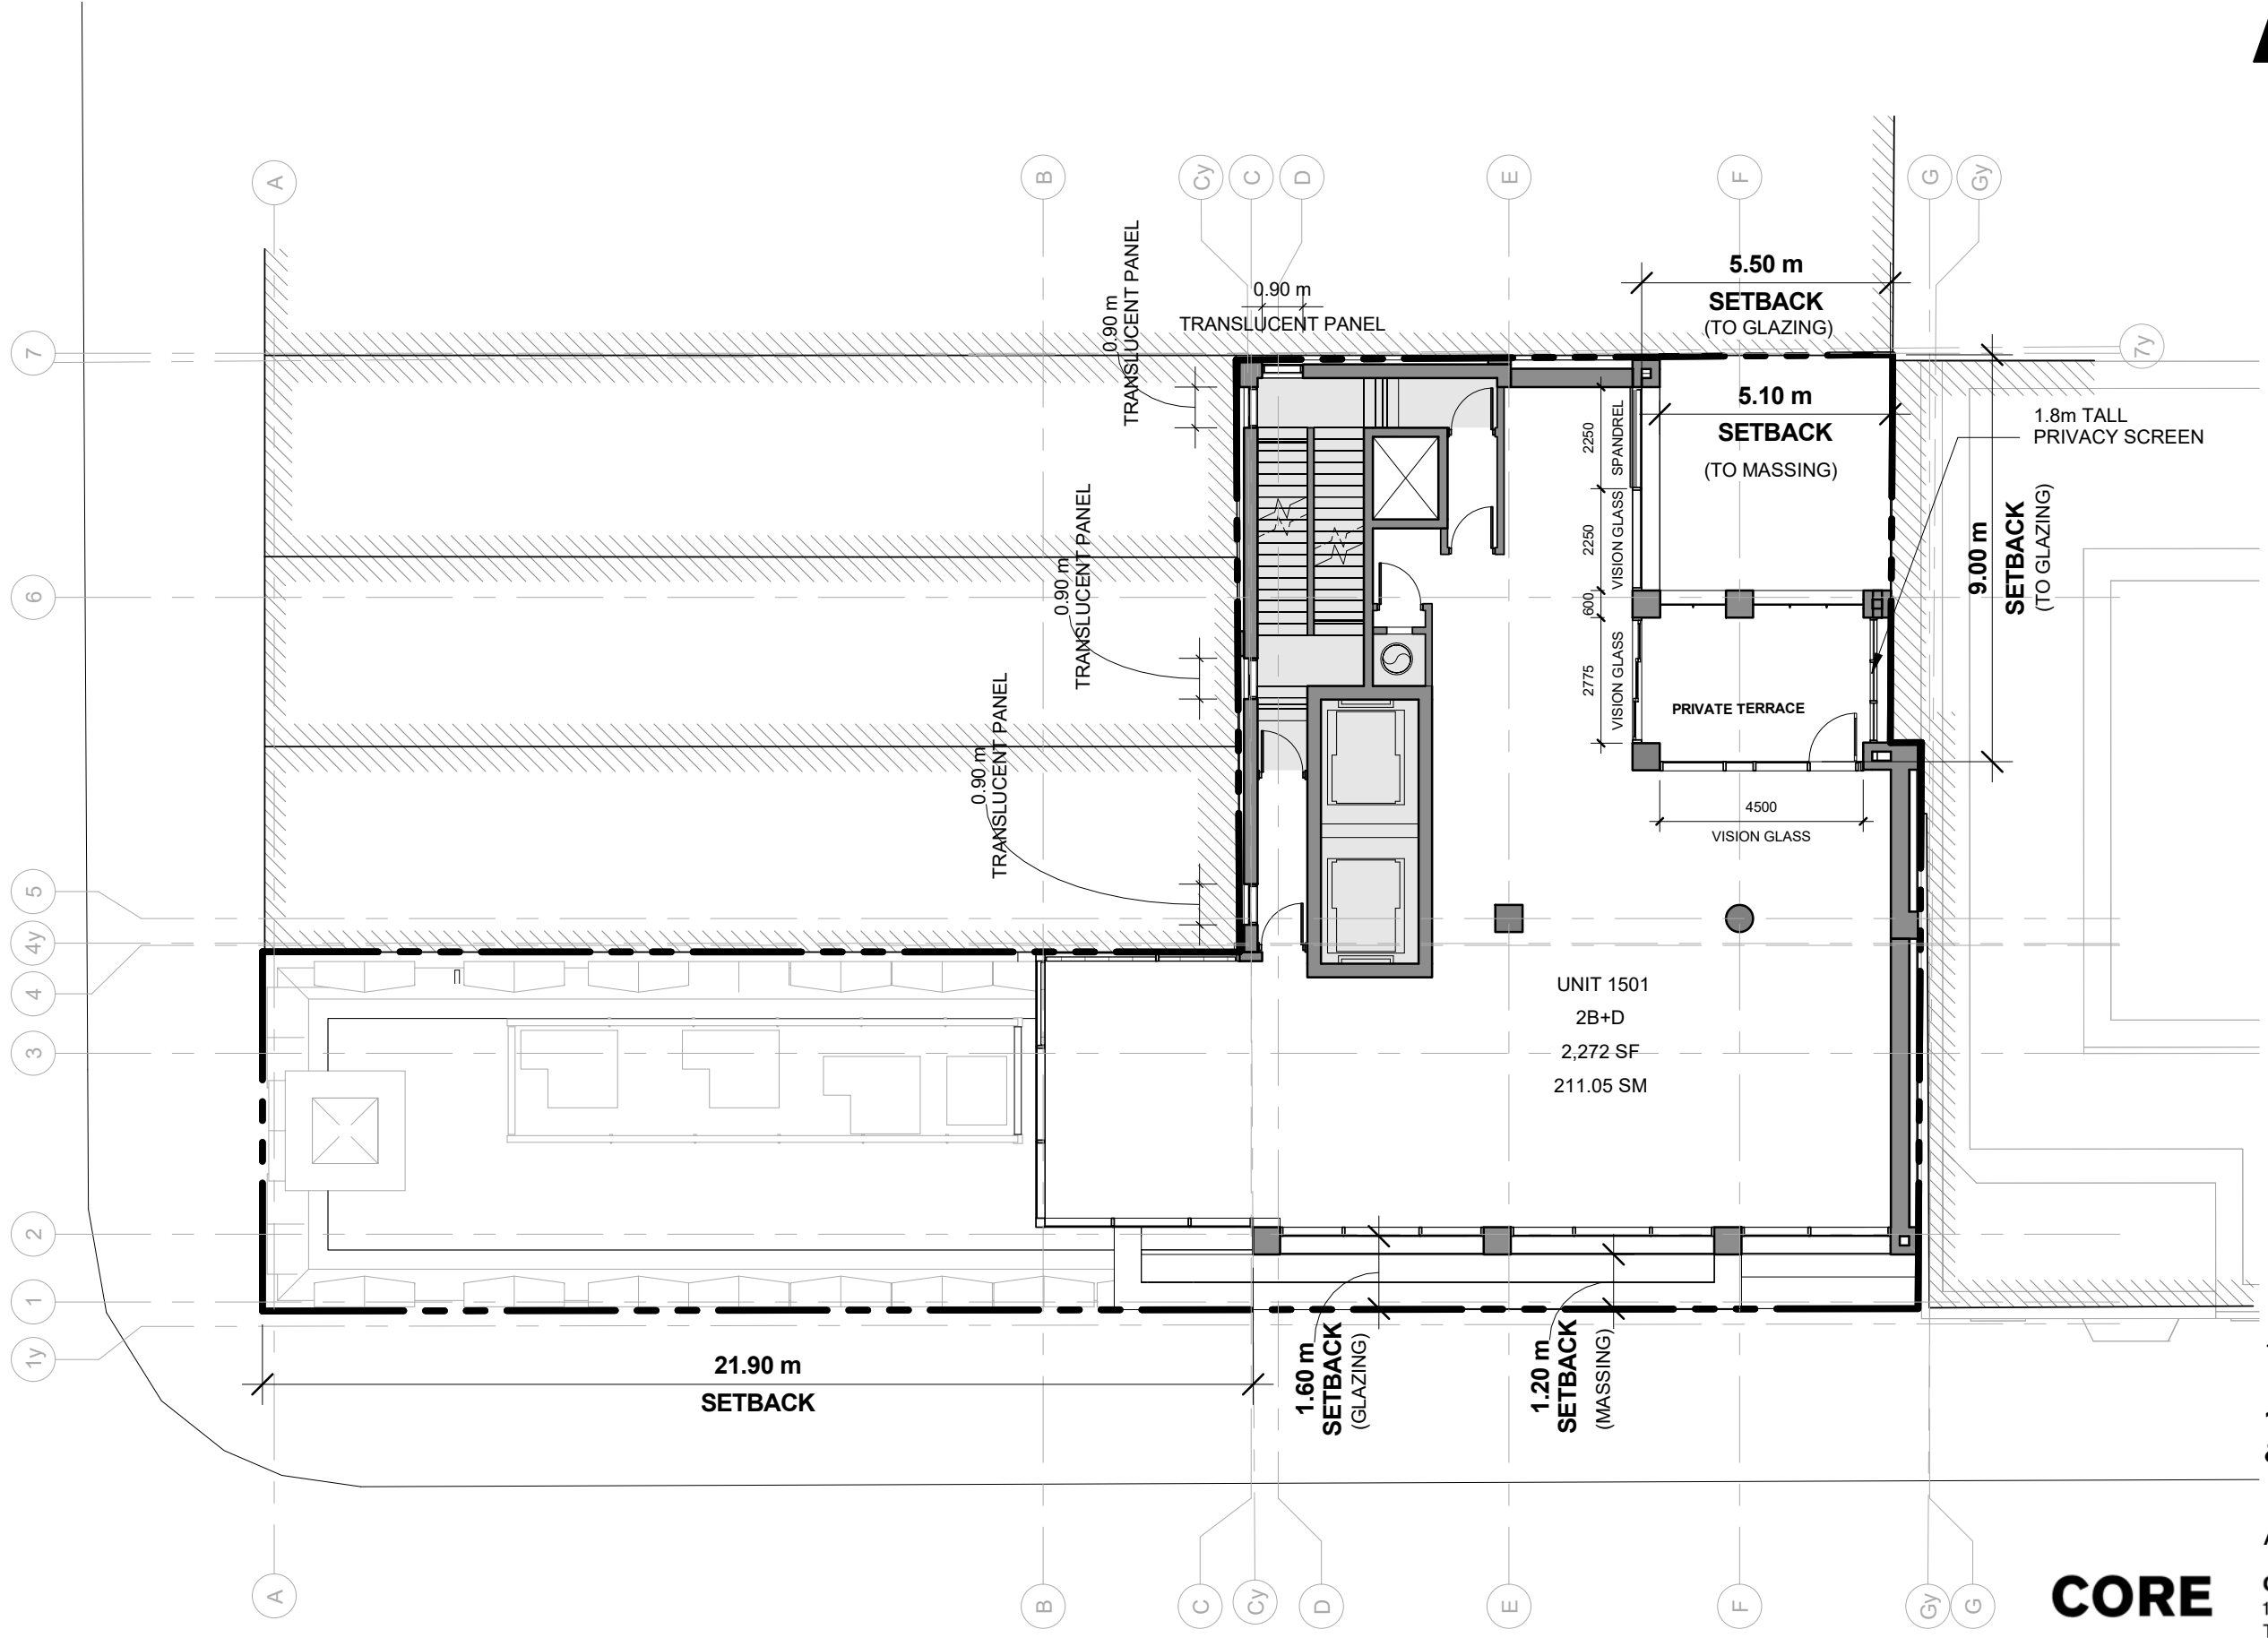 A
B
Cy
C
D
E
F
G
Gy
5.50 m
SETBACK
(TO GLAZING)
0.90 m
TRANSLUCENT PANEL
0.90 m
TRANSLUCENT PANEL
7
7y
5.10 m
SETBACK
(TO MASSING)
1.8m TALL
PRIVACY SCREEN
2250
SPANDREL
2250
VISION GLASS
600
2775
VISION GLASS
9.00 m
SETBACK
(TO GLAZING)
0.90 m
TRANSLUCENT PANEL
6
PRIVATE TERRACE
0.90 m
TRANSLUCENT PANEL
4500
VISION GLASS
5
4y
4
3
UNIT 1501
2B+D
2,272 SF
211.05 SM
2
1
1y
21.90 m
SETBACK
1.60 m
SETBACK
(GLAZING)
1.20 m
SETBACK
(MASSING)
A
B
C
Cy
D
E
F
Gy
G
CORE